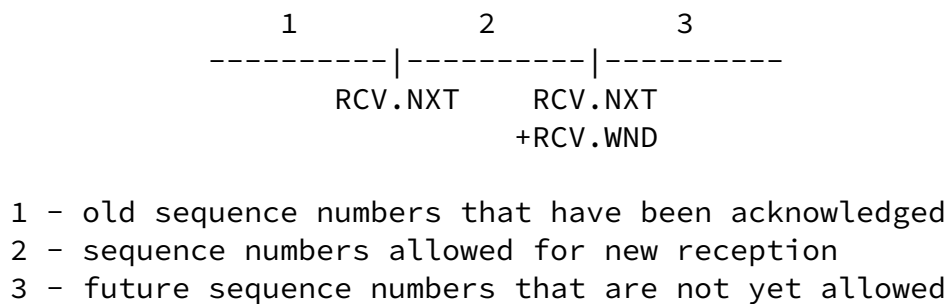 1          2          3
----------|----------|----------
RCV.NXT    RCV.NXT
+RCV.WND
1 - old sequence numbers that have been acknowledged
2 - sequence numbers allowed for new reception
3 - future sequence numbers that are not yet allowed